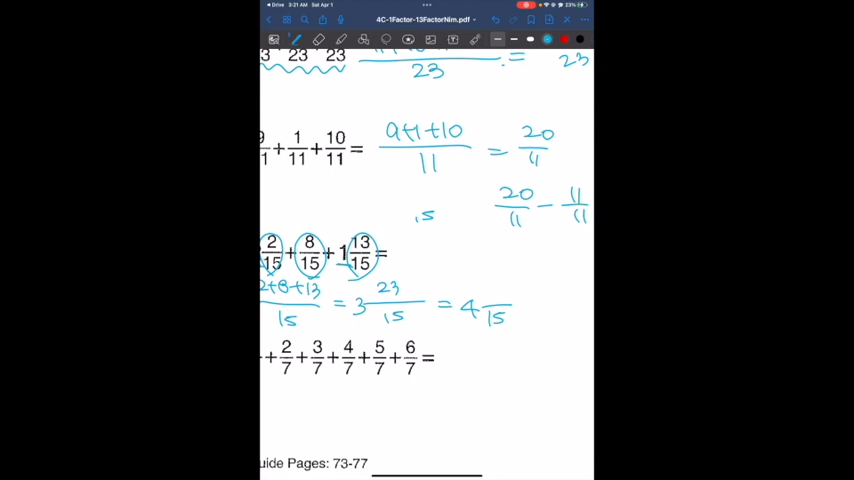 3:21 AM Sat Apr 1
23%
Drive 4C-1Factor-13FactorNim.pdf
3 23 23 23 = 23
9/11 + 1/11 + 10/11 = 9+1+10/11 = 20/11
20/11 - 11/11
15
2/15 + 8/15 + 1 13/15 =
2+8+13/15 = 3 23/15 = 4 /15
+ 2/7 + 3/7 + 4/7 + 5/7 + 6/7 =
uide Pages: 73-77